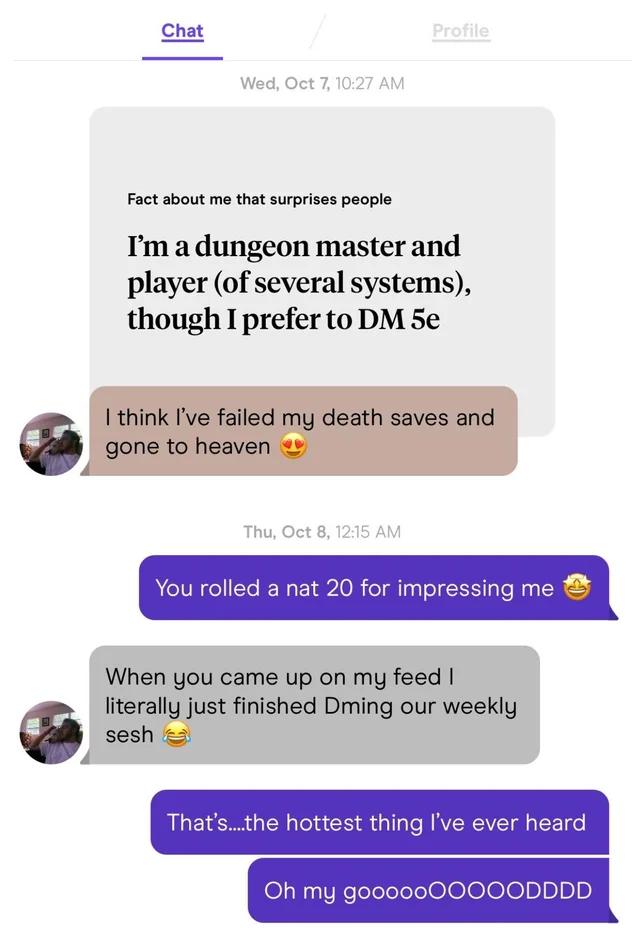 Chat
Profile
Wed, Oct 7, 10:27 AM
Fact about me that surprises people
I’m a dungeon master and
player (of several systems),
though I prefer to DM 5e
I think I’ve failed my death saves and
gone to heaven 😍
Thu, Oct 8, 12:15 AM
You rolled a nat 20 for impressing me 🤩
When you came up on my feed I
literally just finished Dming our weekly
sesh 😂
That’s....the hottest thing I’ve ever heard
Oh my goooooOOOOODDDD